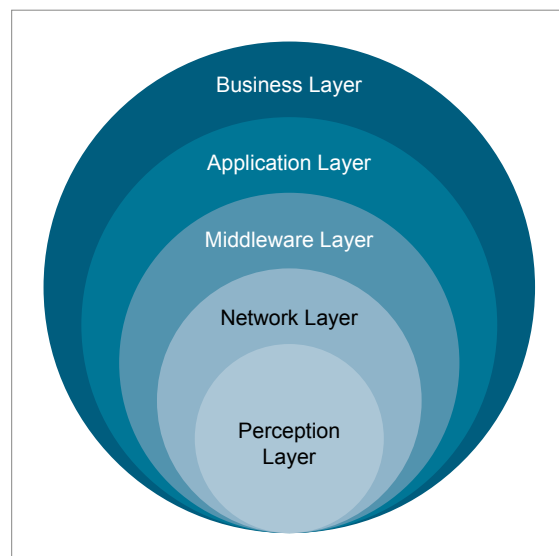 Business Layer
Application Layer
Middleware Layer
Network Layer
Perception
Layer